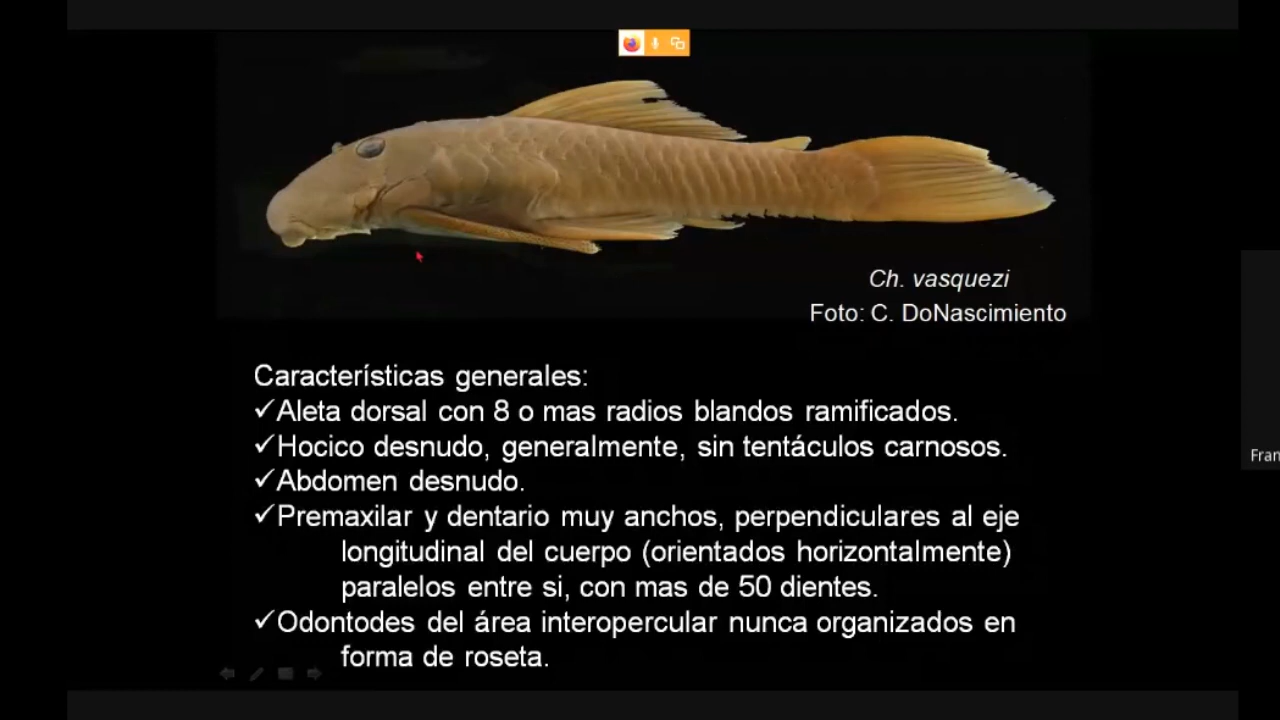 Ch. vasquezi
Foto: C. DoNascimiento
Fran
Características generales:
✓Aleta dorsal con 8 o mas radios blandos ramificados.
✓Hocico desnudo, generalmente, sin tentáculos carnosos.
✓Abdomen desnudo.
✓Premaxilar y dentario muy anchos, perpendiculares al eje
longitudinal del cuerpo (orientados horizontalmente)
paralelos entre si, con mas de 50 dientes.
✓Odontodes del área interopercular nunca organizados en
forma de roseta.